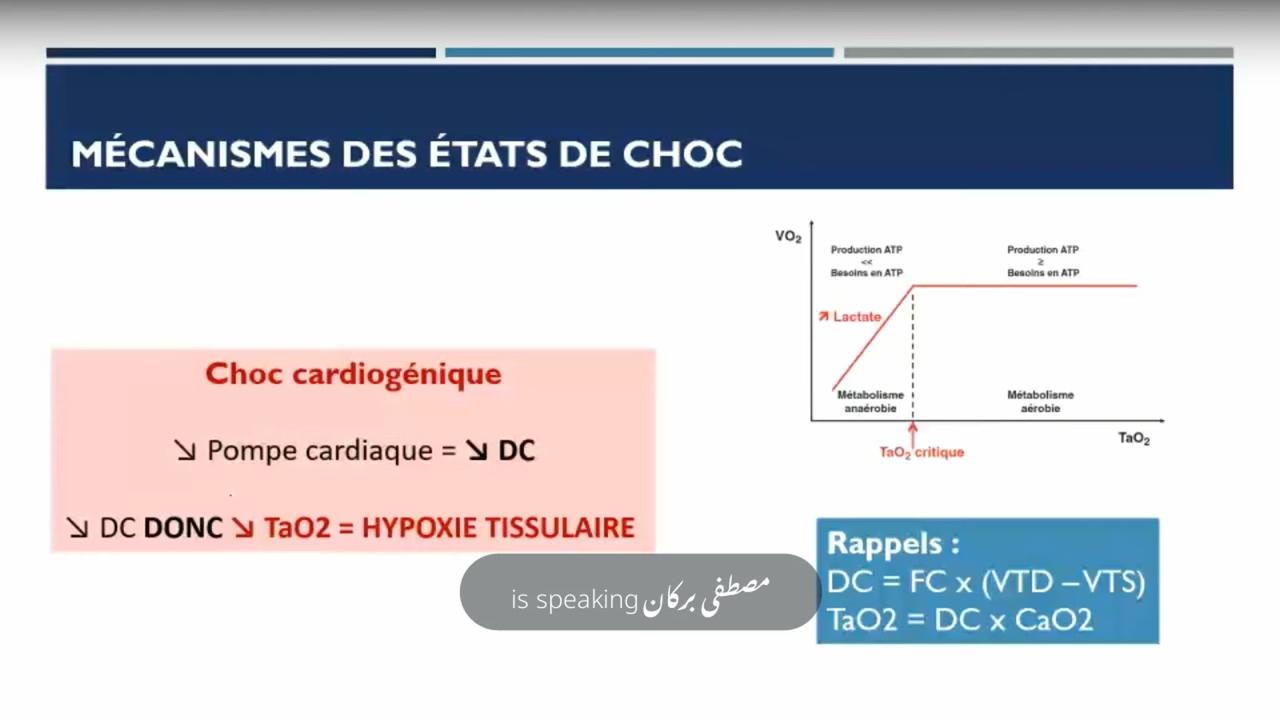 MÉCANISMES DES ÉTATS DE CHOC
Choc cardiogénique
↘ Pompe cardiaque = ↘ DC
↘ DC DONC ↘ TaO2 = HYPOXIE TISSULAIRE
VO₂
Production ATP
<<
Besoins en ATP
Production ATP
≥
Besoins en ATP
↗ Lactate
Métabolisme
anaérobie
Métabolisme
aérobie
TaO₂ critique
TaO₂
Rappels :
DC = FC x (VTD – VTS)
TaO2 = DC x CaO2
is speaking مصطفى بركان